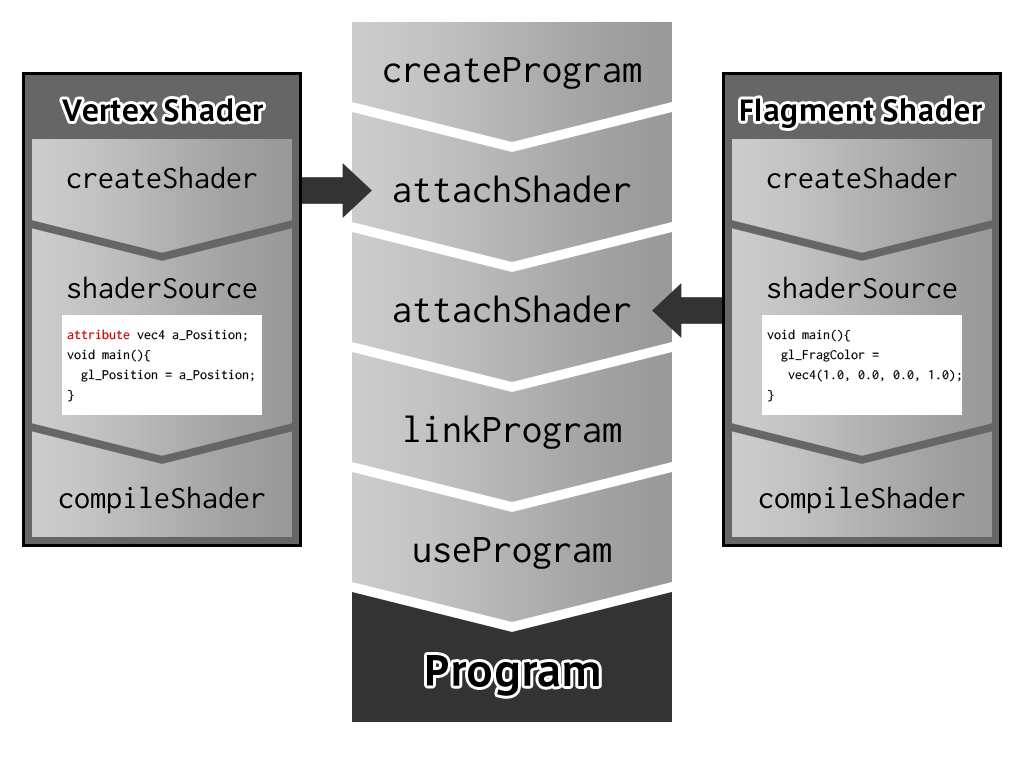 Vertex Shader
createShader
shaderSource
attribute vec4 a_Position;
void main(){
  gl_Position = a_Position;
}
compileShader
createProgram
attachShader
attachShader
linkProgram
useProgram
Program
Flagment Shader
createShader
shaderSource
void main(){
  gl_FragColor =
   vec4(1.0, 0.0, 0.0, 1.0);
}
compileShader